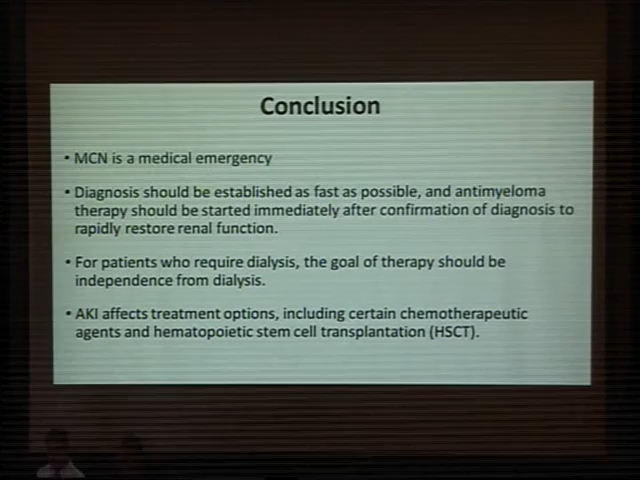 Conclusion
• MCN is a medical emergency
• Diagnosis should be established as fast as possible, and antimyeloma
therapy should be started immediately after confirmation of diagnosis to
rapidly restore renal function.
• For patients who require dialysis, the goal of therapy should be
independence from dialysis.
• AKI affects treatment options, including certain chemotherapeutic
agents and hematopoietic stem cell transplantation (HSCT).